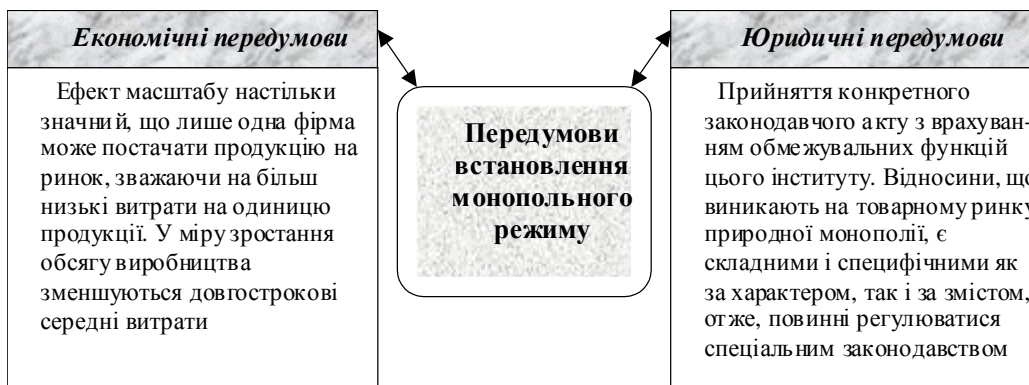 Економічні передумови
Ефект масштабу настільки
значний, що лише одна фірма
може постачати продукцію на
ринок, зважаючи на більш
низькі витрати на одиницю
продукції. У міру зростання
обсягу виробництва
зменшуються довгострокові
середні витрати
Передумови
встановлення
монопольного
режиму
Юридичні передумови
Прийняття конкретного
законодавчого акту з врахуван-
ням обмежувальних функцій
цього інституту. Відносини, що
виникають на товарному ринку
природної монополії, є
складними і специфічними як
за характером, так і за змістом,
отже, повинні регулюватися
спеціальним законодавством